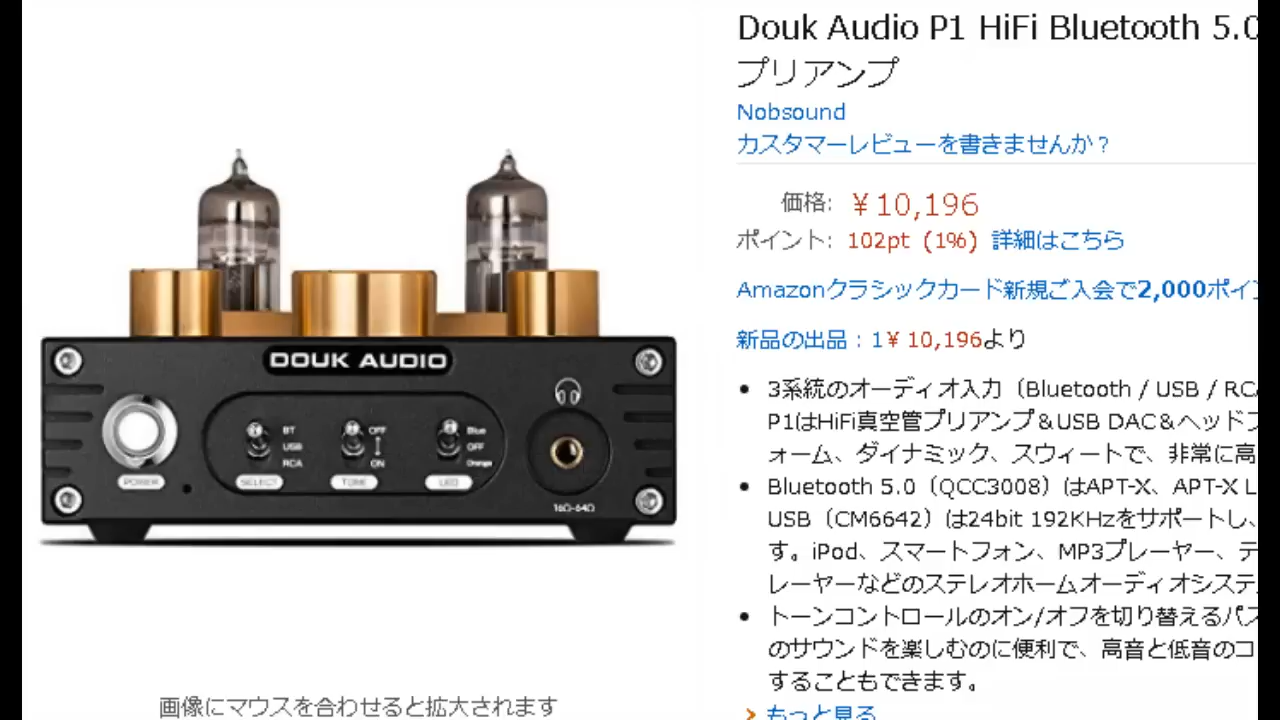 Douk Audio P1 HiFi Bluetooth 5.0
プリアンプ
Nobsound
カスタマーレビューを書きませんか？
価格: ￥10,196
ポイント: 102pt (1%) 詳細はこちら
Amazonクラシックカード新規ご入会で2,000ポイ
新品の出品：1￥10,196より
• 3系統のオーディオ入力（Bluetooth / USB / RC
P1はHiFi真空管プリアンプ＆USB DAC＆ヘッドフ
ォーム、ダイナミック、スウィートで、非常に高
• Bluetooth 5.0（QCC3008）はAPT-X、APT-X L
USB（CM6642）は24bit 192KHzをサポートし、
す。iPod、スマートフォン、MP3プレーヤー、テ
レーヤーなどのステレオホームオーディオシステ
• トーンコントロールのオン/オフを切り替えるパス
のサウンドを楽しむのに便利で、高音と低音のコ
することもできます。
もっと見る
DOUK AUDIO
BT
USB
RCA
OFF
ON
Blue
OFF
Orange
POWER
SELECT
TONE
LED
16Ω-64Ω
画像にマウスを合わせると拡大されます